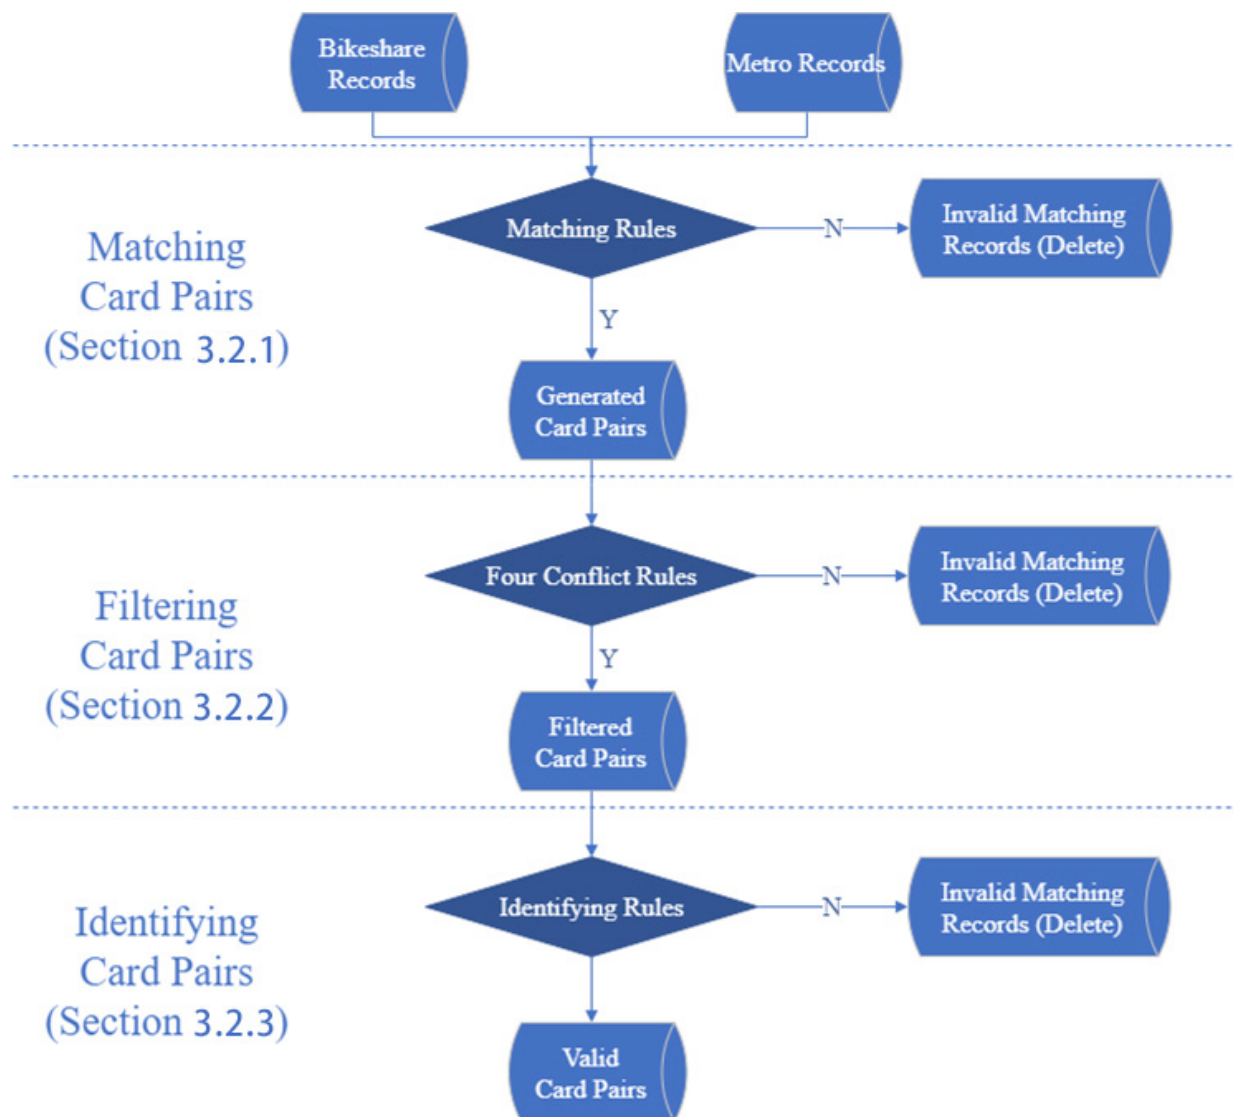 Bikeshare
Records
Metro Records
Matching
Card Pairs
(Section 3.2.1)
Matching Rules
N
Invalid Matching
Records (Delete)
Y
Generated
Card Pairs
Filtering
Card Pairs
(Section 3.2.2)
Four Conflict Rules
N
Invalid Matching
Records (Delete)
Y
Filtered
Card Pairs
Identifying
Card Pairs
(Section 3.2.3)
Identifying Rules
N
Invalid Matching
Records (Delete)
Valid
Card Pairs